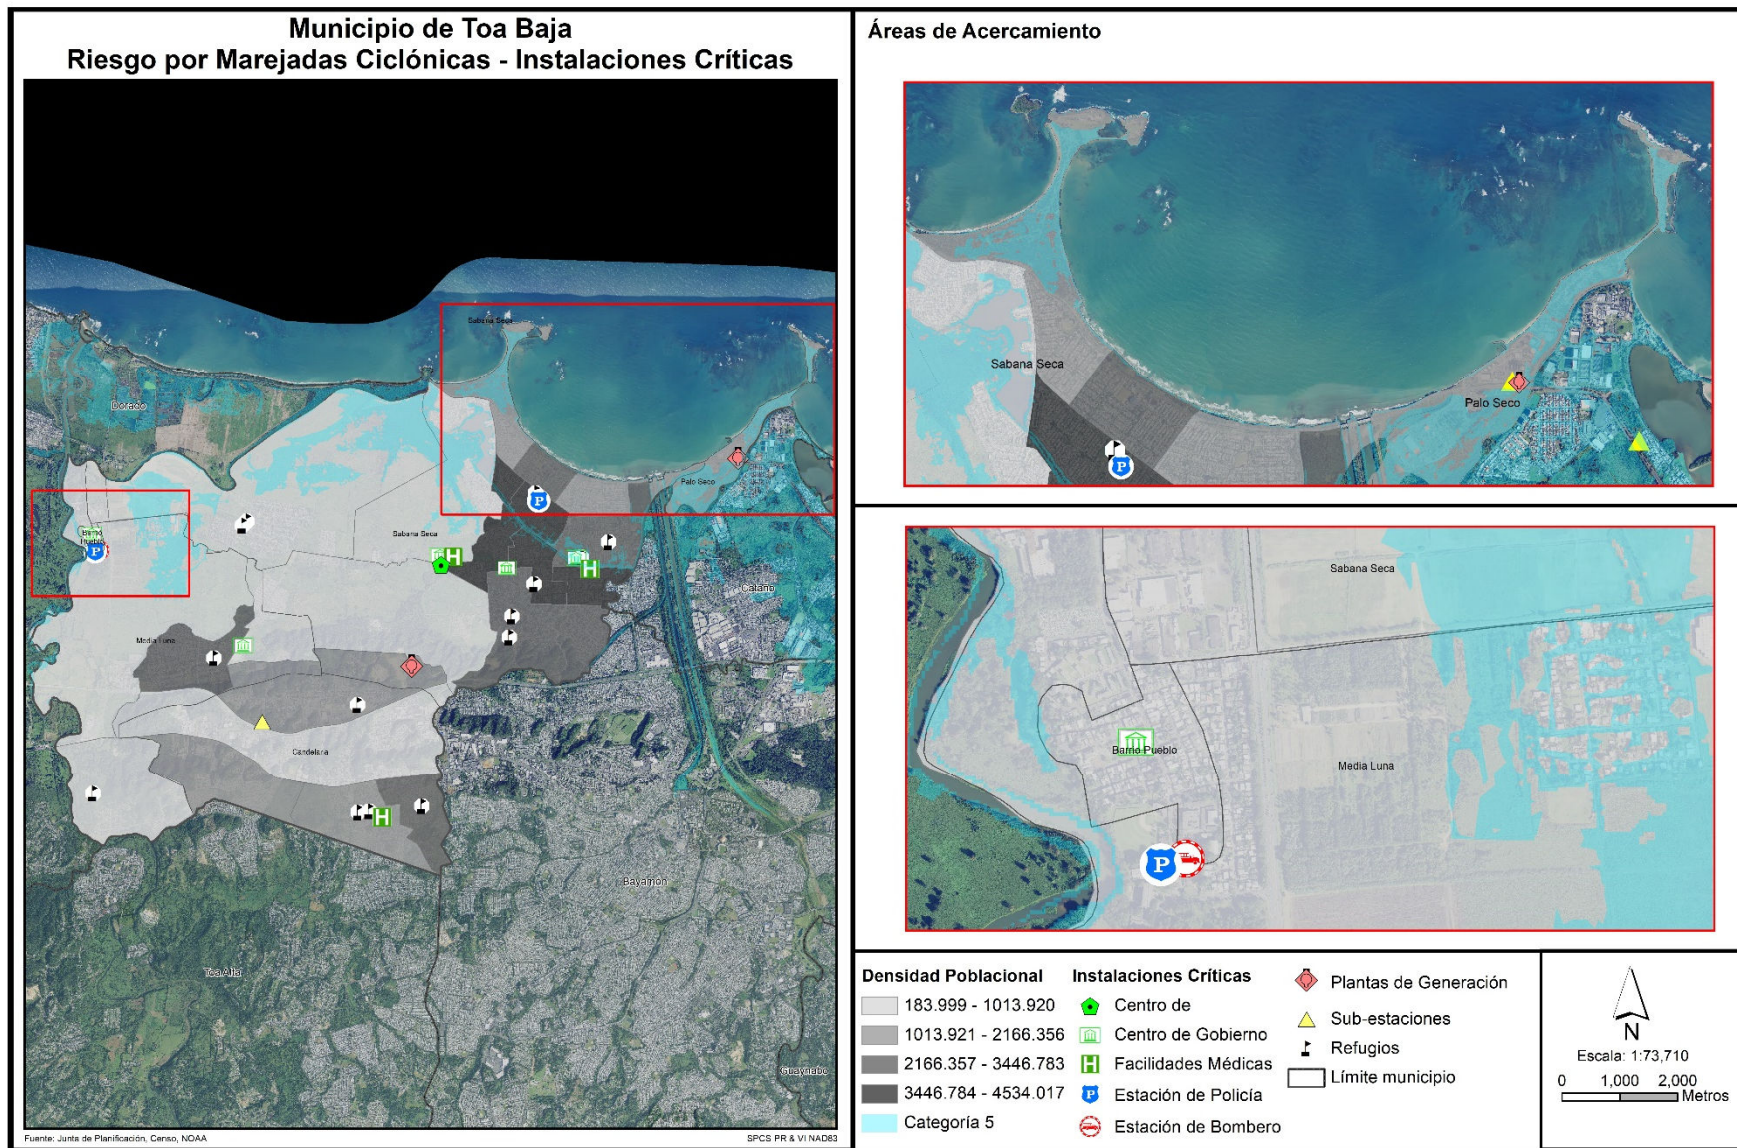 Municipio de Toa Baja
Riesgo por Marejadas Ciclónicas - Instalaciones Críticas
Sabana Seca
Dorado
Palo Seco
Barrio
Pueblo
P
P
Sabana Seca
H
H
Cataño
Media Luna
Candelaria
H
Bayamón
Toa Alta
Guaynabo
Fuente: Junta de Planificación, Censo, NOAA
SPCS PR & VI NAD83
Áreas de Acercamiento
Sabana Seca
Palo Seco
P
Sabana Seca
Barrio Pueblo
Media Luna
P
Densidad Poblacional
183.999 - 1013.920
1013.921 - 2166.356
2166.357 - 3446.783
3446.784 - 4534.017
Categoría 5
Instalaciones Críticas
Centro de
Centro de Gobierno
H Facilidades Médicas
P Estación de Policía
Estación de Bombero
Plantas de Generación
Sub-estaciones
Refugios
Límite municipio
N
Escala: 1:73,710
0 1,000 2,000
Metros